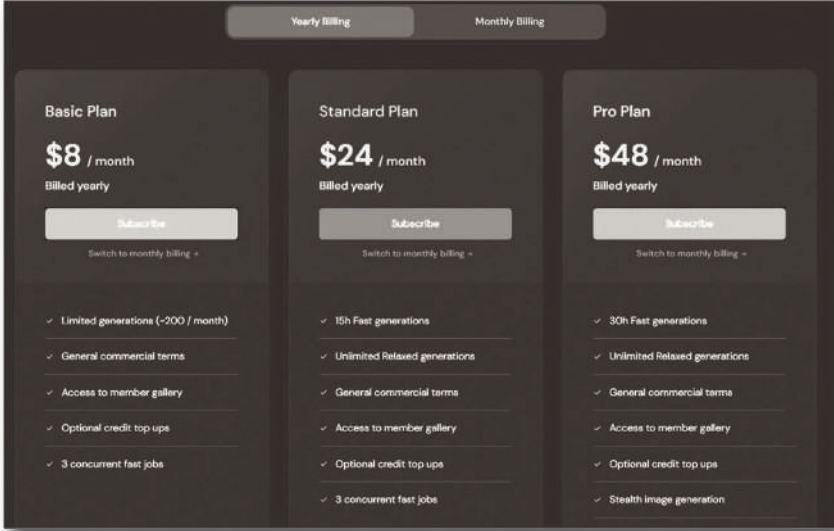 Yearly Billing
Monthly Billing
Basic Plan
$8 / month
Billed yearly
Subscribe
Switch to monthly billing →
✓ Limited generations (~200 / month)
✓ General commercial terms
✓ Access to member gallery
✓ Optional credit top ups
✓ 3 concurrent fast jobs
Standard Plan
$24 / month
Billed yearly
Subscribe
Switch to monthly billing →
✓ 15h Fast generations
✓ Unlimited Relaxed generations
✓ General commercial terms
✓ Access to member gallery
✓ Optional credit top ups
✓ 3 concurrent fast jobs
Pro Plan
$48 / month
Billed yearly
Subscribe
Switch to monthly billing →
✓ 30h Fast generations
✓ Unlimited Relaxed generations
✓ General commercial terms
✓ Access to member gallery
✓ Optional credit top ups
✓ Stealth image generation